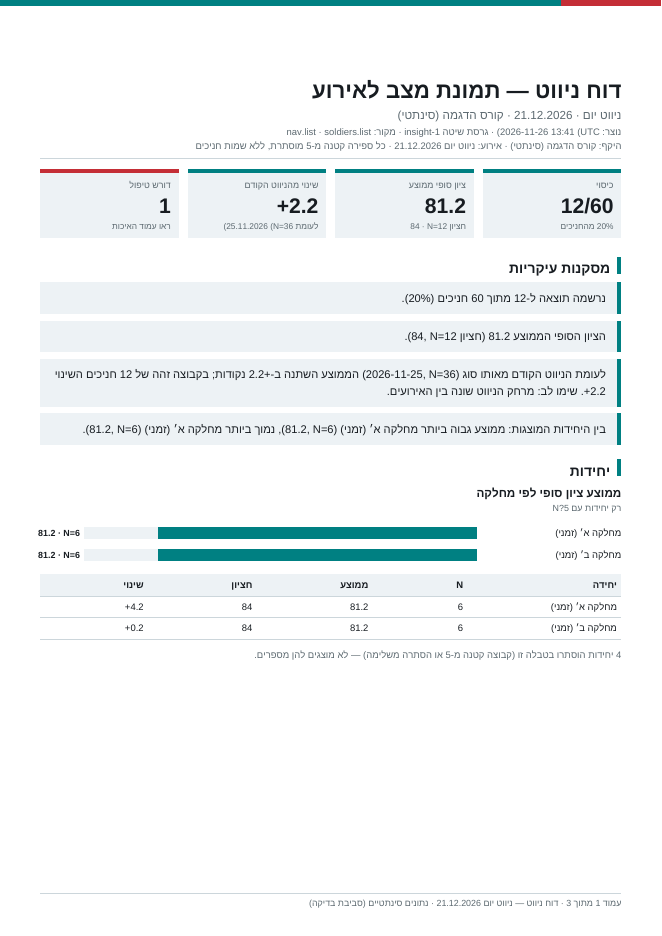 דוח ניווט — תמונת מצב לאירוע
ניווט יום · 21.12.2026 · קורס הדגמה (סינתטי)
נוצר: 2026-11-26 13:41 (UTC) · גרסת שיטה insight-1 · מקור: nav.list · soldiers.list
היקף: קורס הדגמה (סינתטי) · אירוע: ניווט יום 21.12.2026 · כל ספירה קטנה מ-5 מוסתרת, ללא שמות חניכים
כיסוי
12/60
20% מהחניכים
ציון סופי ממוצע
81.2
חציון 84 · N=12
שינוי מהניווט הקודם
+2.2
לעומת 25.11.2026 (N=36)
דורש טיפול
1
ראו עמוד האיכות
מסקנות עיקריות
נרשמה תוצאה ל-12 מתוך 60 חניכים (20%).
הציון הסופי הממוצע 81.2 (חציון 84, N=12).
לעומת הניווט הקודם מאותו סוג (2026-11-25, N=36) הממוצע השתנה ב-+2.2 נקודות; בקבוצה זהה של 12 חניכים השינוי
+2.2. שימו לב: מרחק הניווט שונה בין האירועים.
בין היחידות המוצגות: ממוצע גבוה ביותר מחלקה א׳ (זמני) (81.2, N=6), נמוך ביותר מחלקה א׳ (זמני) (81.2, N=6).
יחידות
ממוצע ציון סופי לפי מחלקה
רק יחידות עם N?5
מחלקה א׳ (זמני) 81.2 · N=6
מחלקה ב׳ (זמני) 81.2 · N=6
יחידה N ממוצע חציון שינוי
מחלקה א׳ (זמני) 6 81.2 84 +4.2
מחלקה ב׳ (זמני) 6 81.2 84 +0.2
4 יחידות הוסתרו בטבלה זו (קבוצה קטנה מ-5 או הסתרה משלימה) — לא מוצגים להן מספרים.
עמוד 1 מתוך 3 · דוח ניווט — ניווט יום 21.12.2026 · נתונים סינתטיים (סביבת בדיקה)